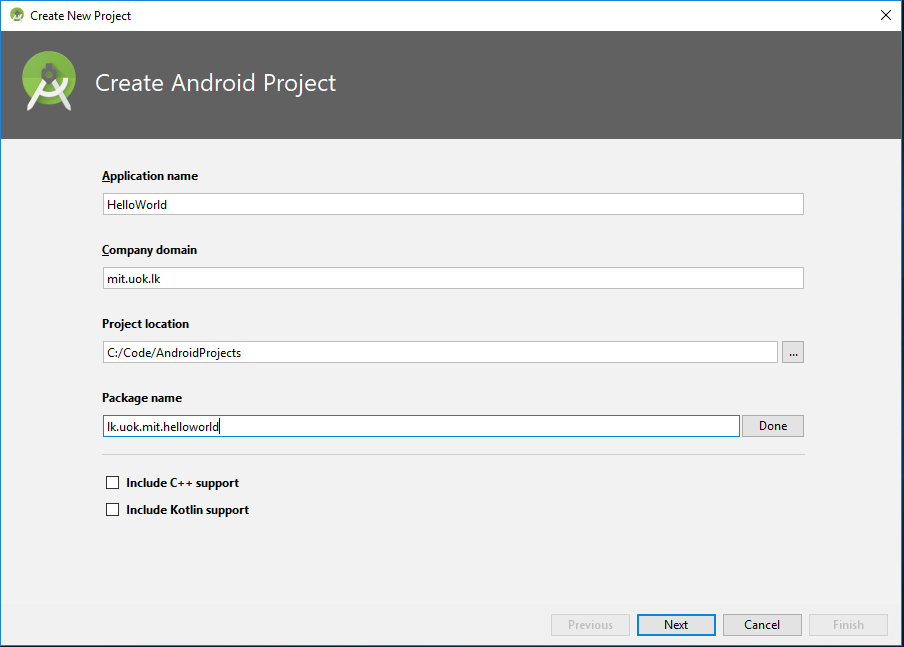 Create New Project
Create Android Project
Application name
HelloWorld
Company domain
mit.uok.lk
Project location
C:/Code/AndroidProjects
...
Package name
lk.uok.mit.helloworld
Done
Include C++ support
Include Kotlin support
Previous
Next
Cancel
Finish